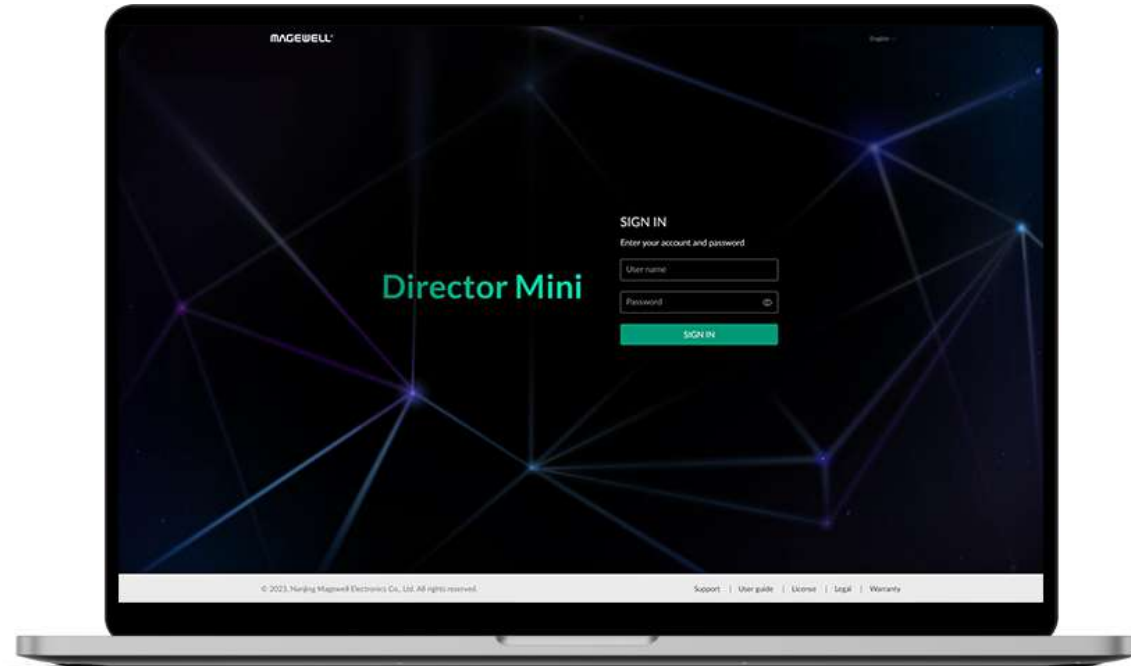 MAGEWELL®
English
SIGN IN
Enter your account and password
Director Mini
User name
Password
SIGN IN
© 2023, Nanjing Magewell Electronics Co., Ltd. All rights reserved.
Support | User guide | License | Legal | Warranty